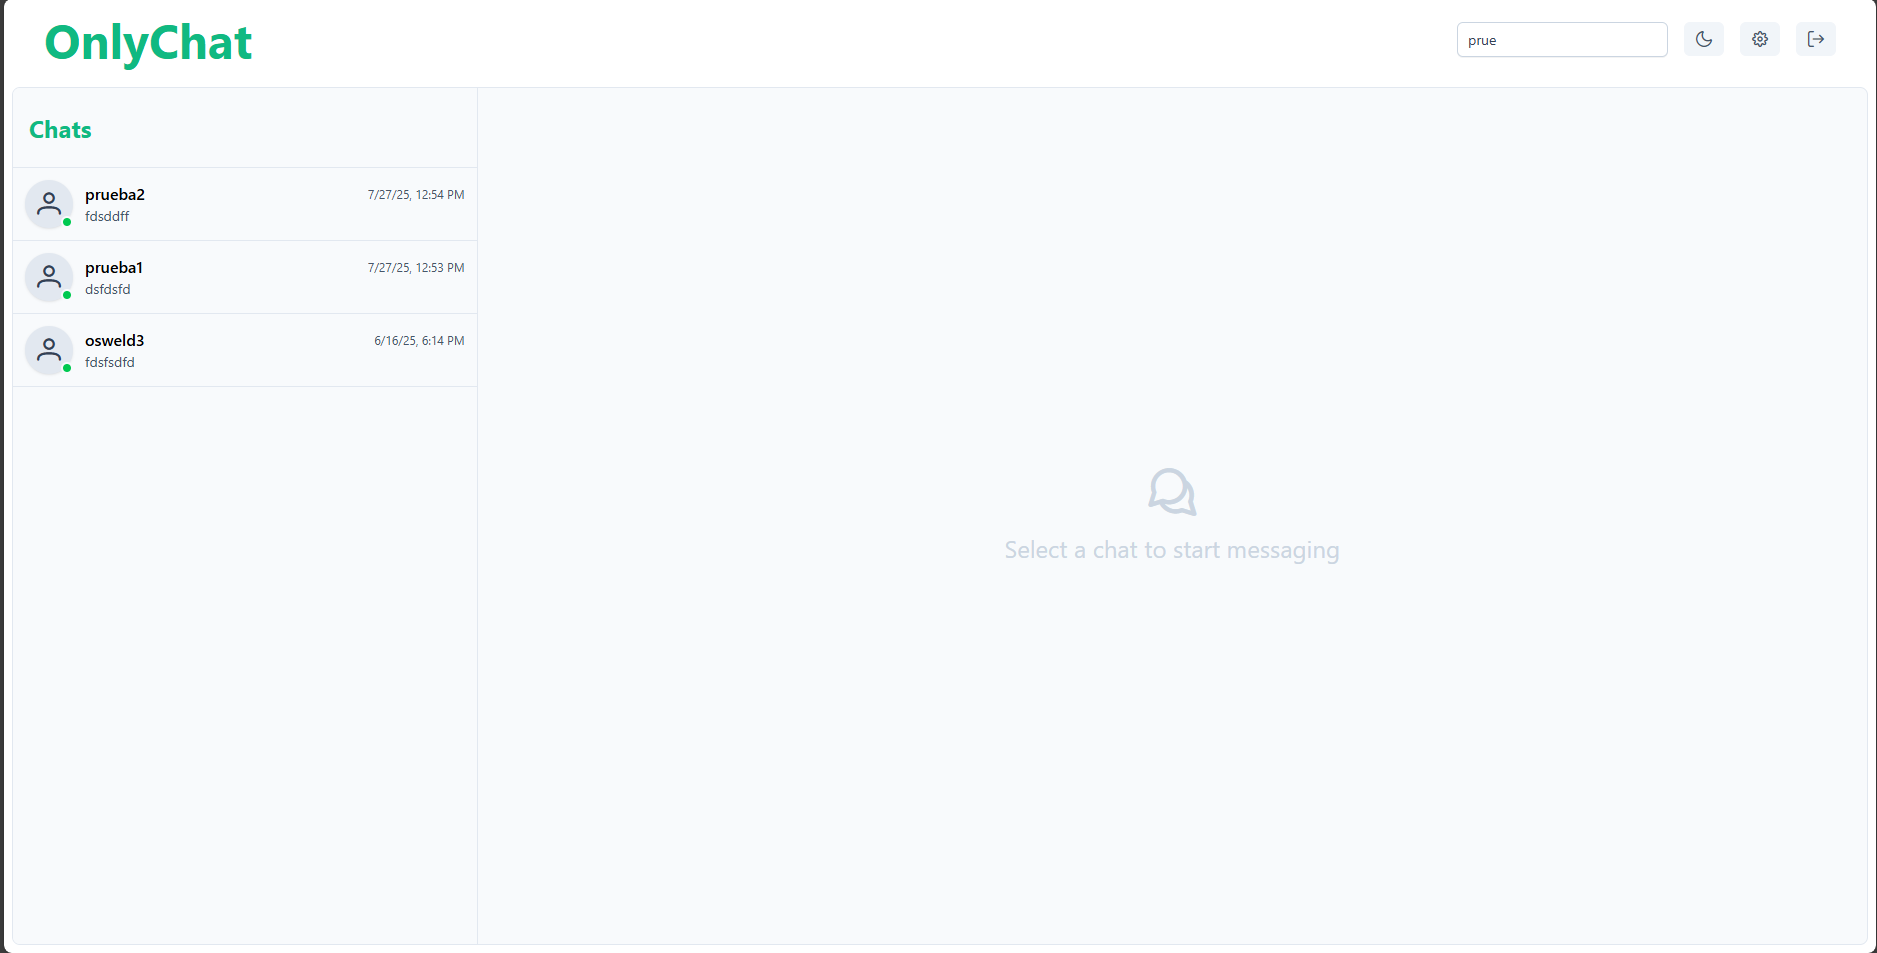 OnlyChat
prue
Chats
prueba2
7/27/25, 12:54 PM
fdsddff
prueba1
7/27/25, 12:53 PM
dsfdsfd
osweld3
6/16/25, 6:14 PM
fdsfsdfd
Select a chat to start messaging